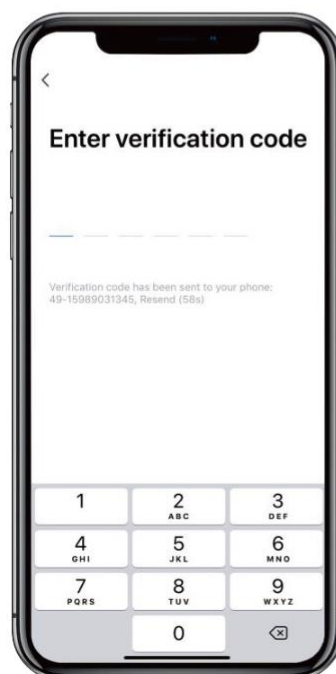 Enter verification code
Verification code has been sent to your phone:
49-15989031345, Resend (58s)
1
2
ABC
3
DEF
4
GHI
5
JKL
6
MNO
7
PQRS
8
TUV
9
WXYZ
0